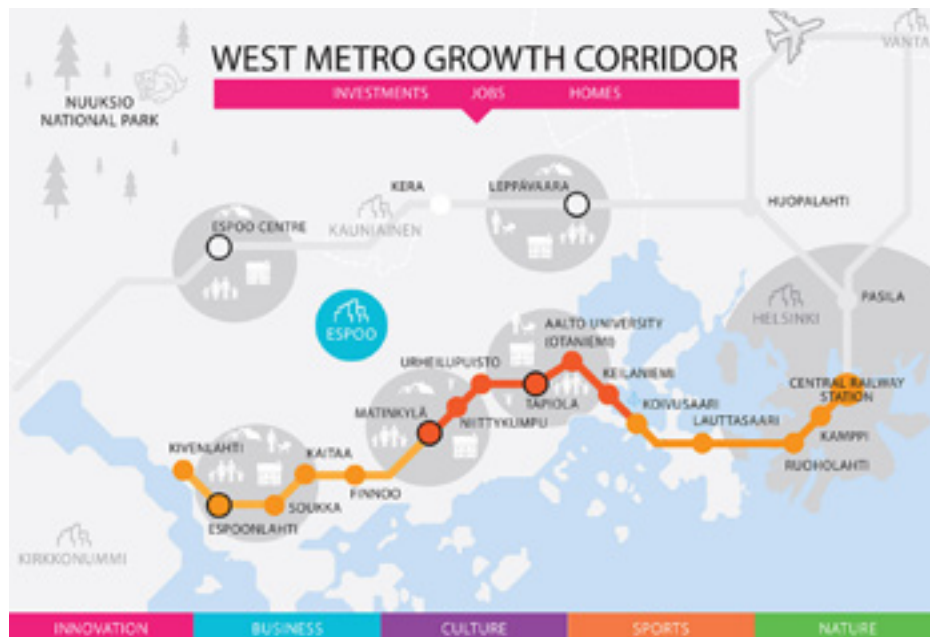 WEST METRO GROWTH CORRIDOR
INVESTMENTS JOBS HOMES
VANTA
NUUKSIO
NATIONAL PARK
KERA
LEPPÄVAARA
HUOPALAHTI
ESPOO CENTRE
KAUNIAINEN
PASILA
HELSINKI
ESPOO
AALTO UNIVERSITY
(OTANIEMI)
URHEILUPUISTO
KEILANIEMI
TAPIOLA
CENTRAL RAILWAY
STATION
KOIVUSAARI
MATINKYLÄ
NIITTYKUMPU
LAUTTASAARI
KAMPPI
KIVENLAHTI
KAITAA
RUOHOLAHTI
FINNOO
SOUKKA
ESPOONLAHTI
KIRKKONUMMI
INNOVATION BUSINESS CULTURE SPORTS NATURE